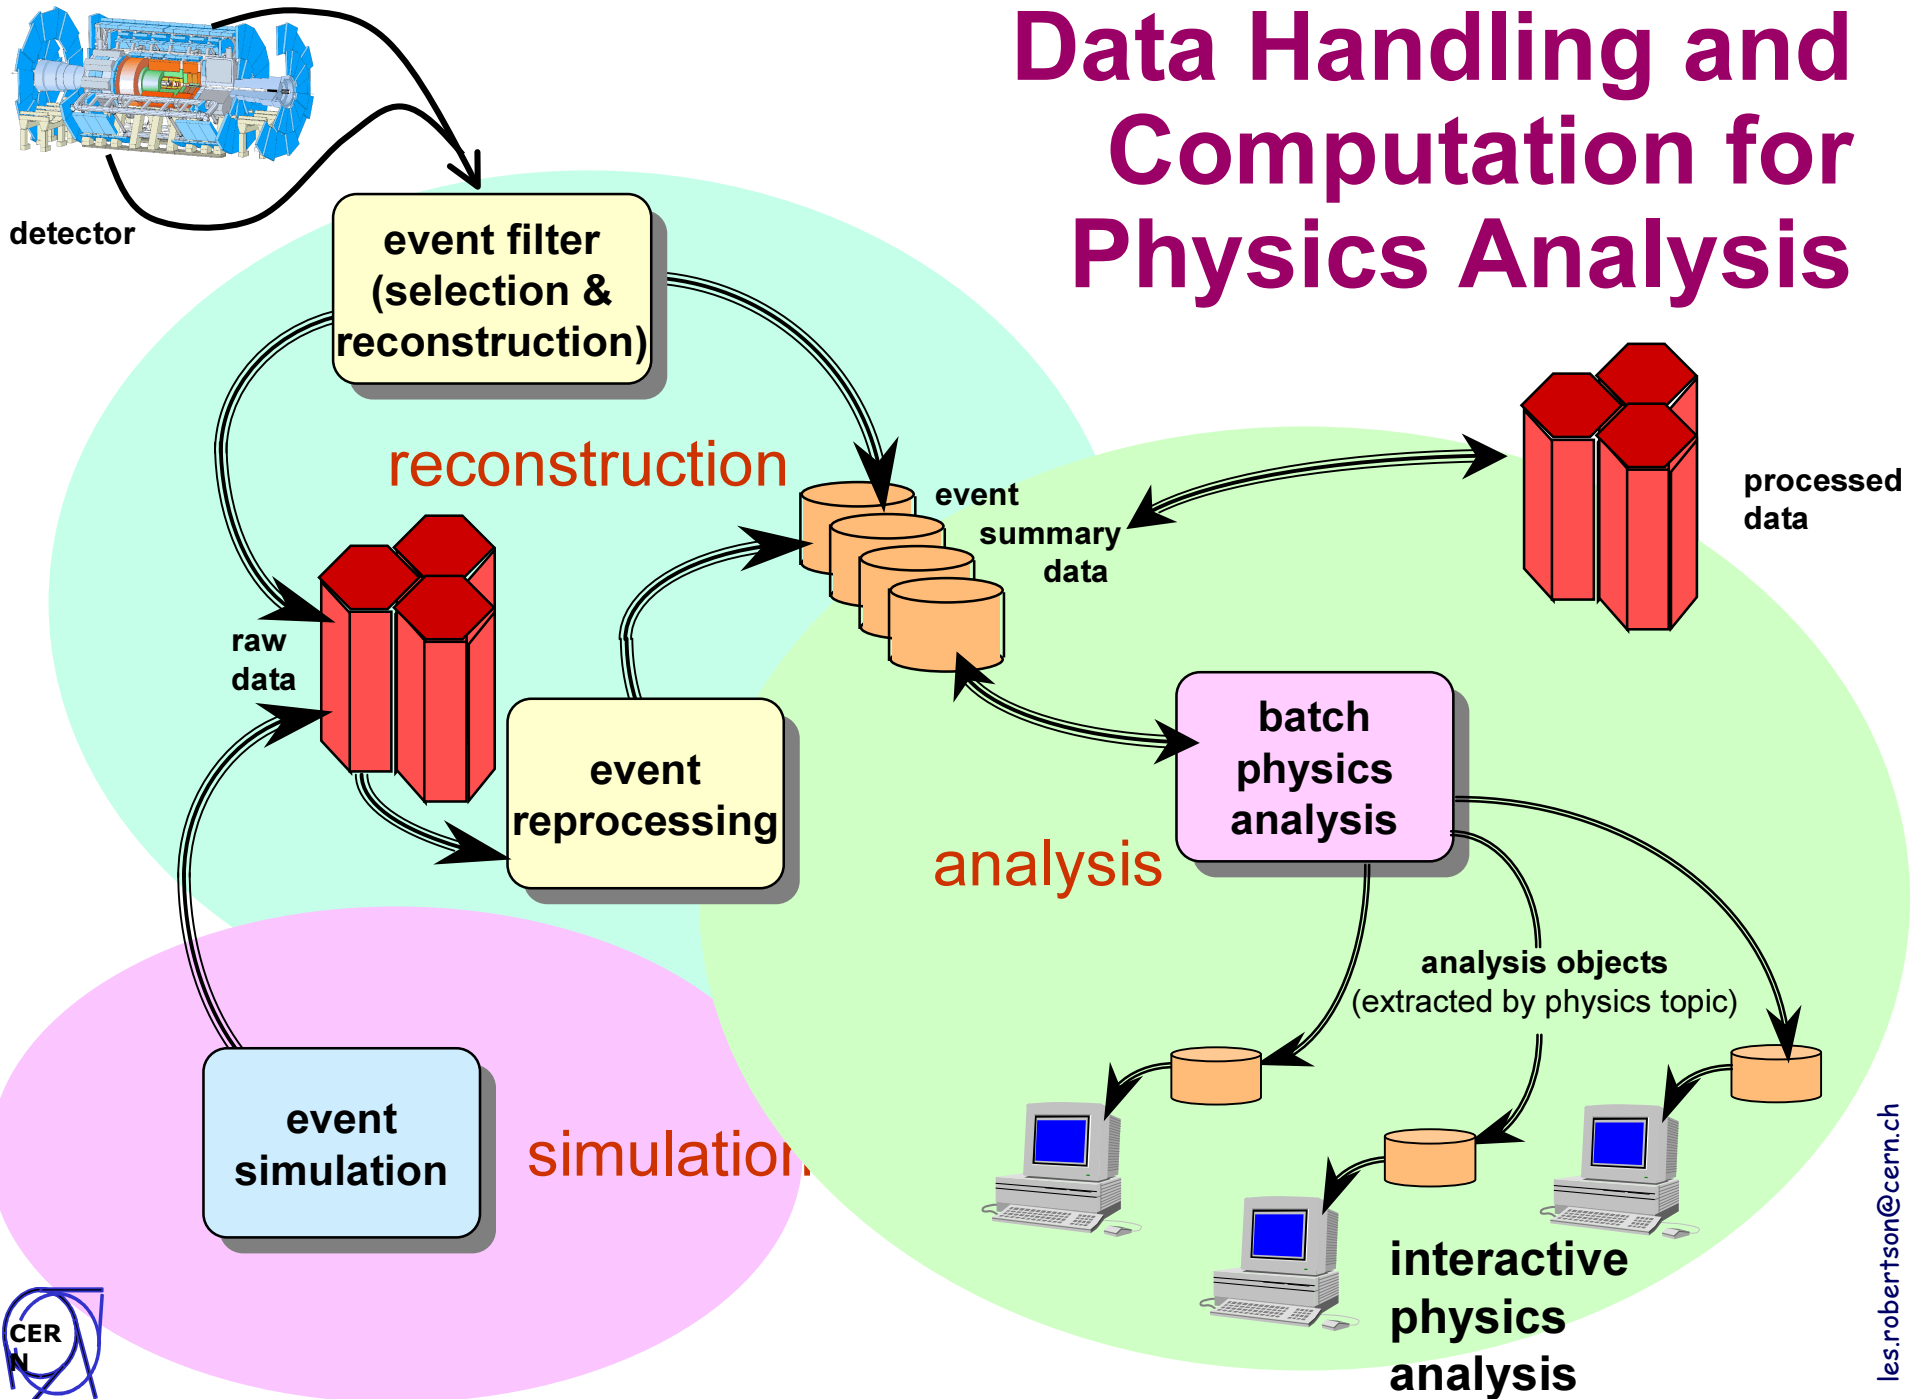 Data Handling and
Computation for
Physics Analysis
detector
event filter
(selection &
reconstruction)
reconstruction
event
summary
data
processed
data
raw
data
event
reprocessing
batch
physics
analysis
analysis
analysis objects
(extracted by physics topic)
event
simulation
simulation
interactive
physics
analysis
les.robertson@cern.ch
CER
N